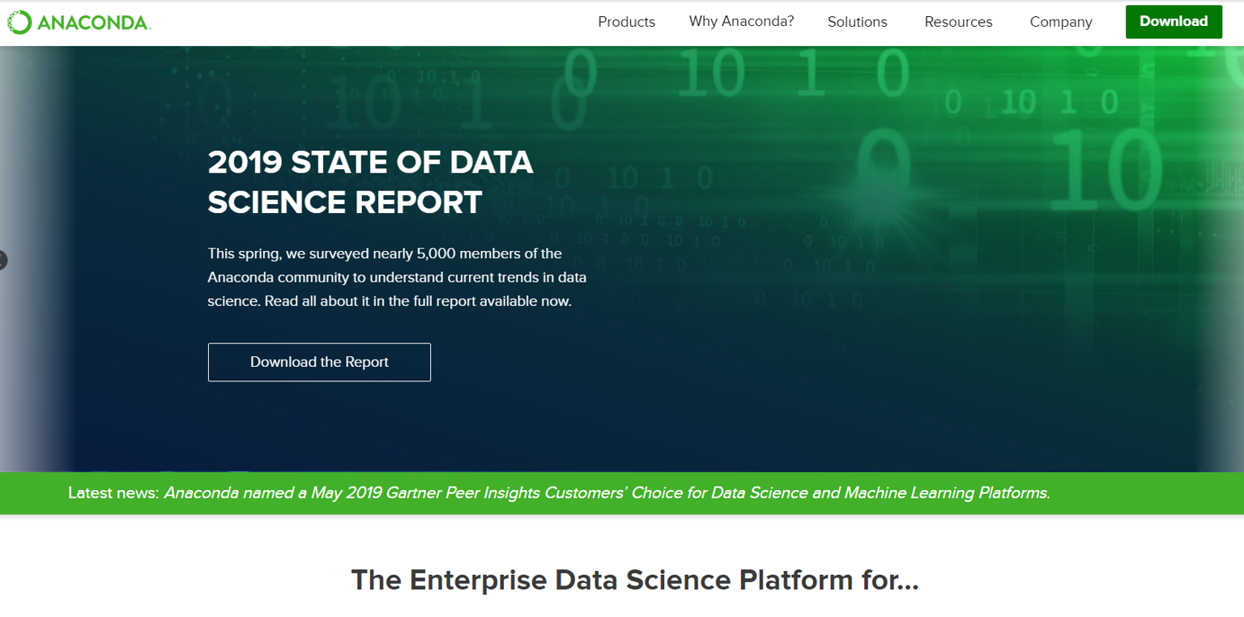 ANACONDA.
Products Why Anaconda? Solutions Resources Company Download
2019 STATE OF DATA
SCIENCE REPORT
This spring, we surveyed nearly 5,000 members of the
Anaconda community to understand current trends in data
science. Read all about it in the full report available now.
Download the Report
Latest news: Anaconda named a May 2019 Gartner Peer Insights Customers' Choice for Data Science and Machine Learning Platforms.
The Enterprise Data Science Platform for...